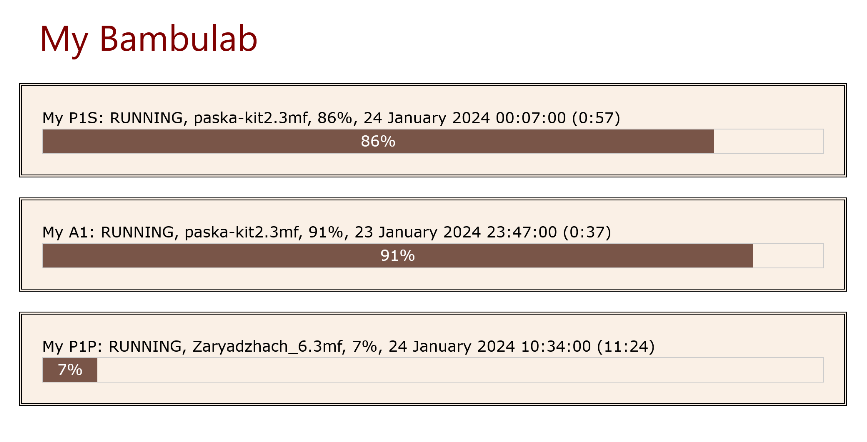 My Bambulab
My P1S: RUNNING, paska-kit2.3mf, 86%, 24 January 2024 00:07:00 (0:57)
86%
My A1: RUNNING, paska-kit2.3mf, 91%, 23 January 2024 23:47:00 (0:37)
91%
My P1P: RUNNING, Zaryadzhach_6.3mf, 7%, 24 January 2024 10:34:00 (11:24)
7%